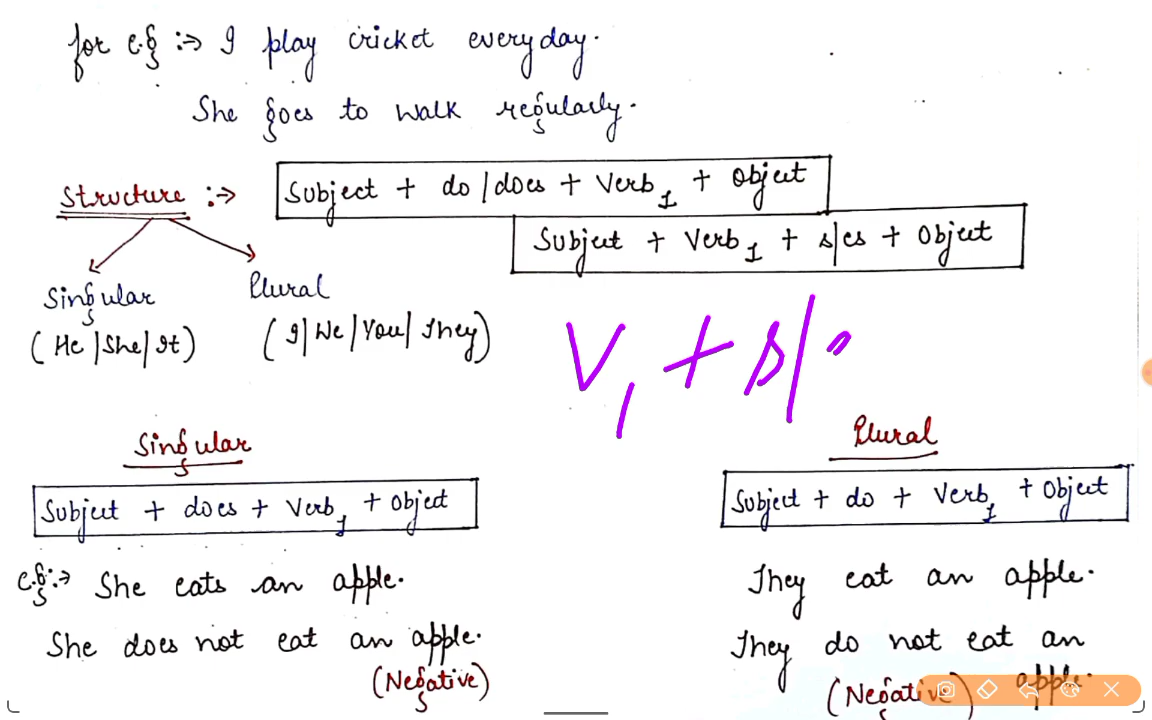 for e.g :→ I play cricket everyday.
She goes to walk regularly.
Structure :→ Subject + do/does + Verb1 + Object
Subject + Verb1 + s/es + Object
Singular
(He/She/It)
Plural
(I/We/You/They)
V1 + s/
Singular
Subject + does + Verb1 + Object
e.g:→ She eats an apple.
She does not eat an apple.
(Negative)
Plural
Subject + do + Verb1 + Object
They eat an apple.
They do not eat an apple.
(Negative)